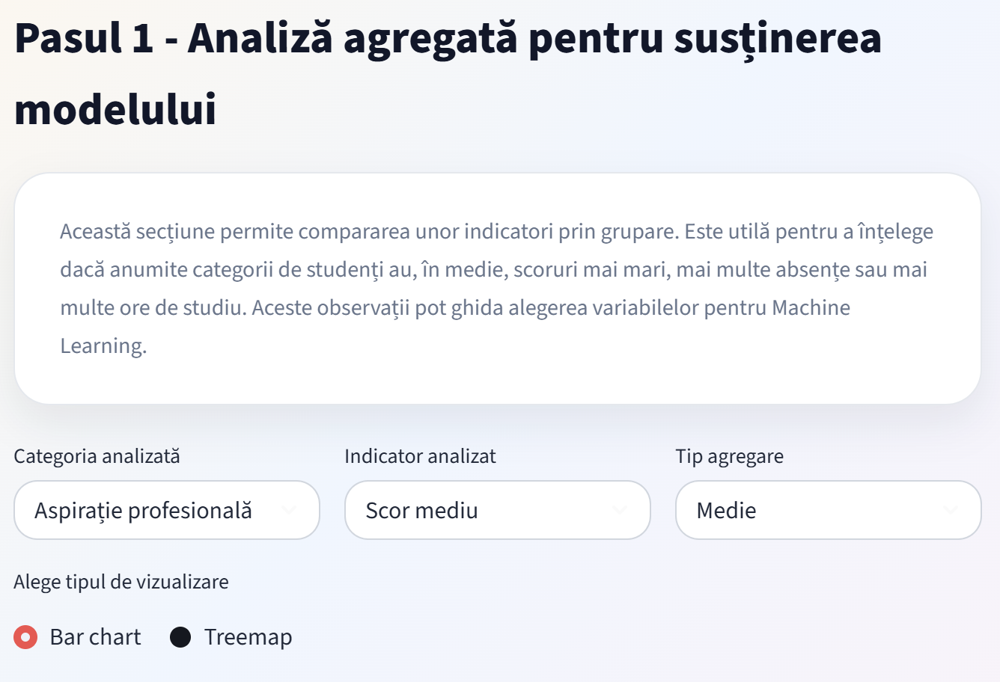 Pasul 1 - Analiză agregată pentru susținerea
modelului
Această secțiune permite compararea unor indicatori prin grupare. Este utilă pentru a înțelege
dacă anumite categorii de studenți au, în medie, scoruri mai mari, mai multe absențe sau mai
multe ore de studiu. Aceste observații pot ghida alegerea variabilelor pentru Machine
Learning.
Categoria analizată
Indicator analizat
Tip agregare
Aspirație profesională
Scor mediu
Medie
Alege tipul de vizualizare
Bar chart
Treemap